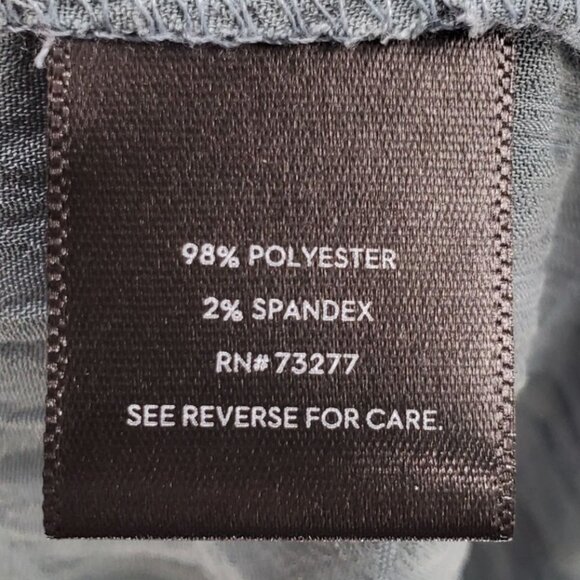 98% POLYESTER
2% SPANDEX
RN# 73277
SEE REVERSE FOR CARE.